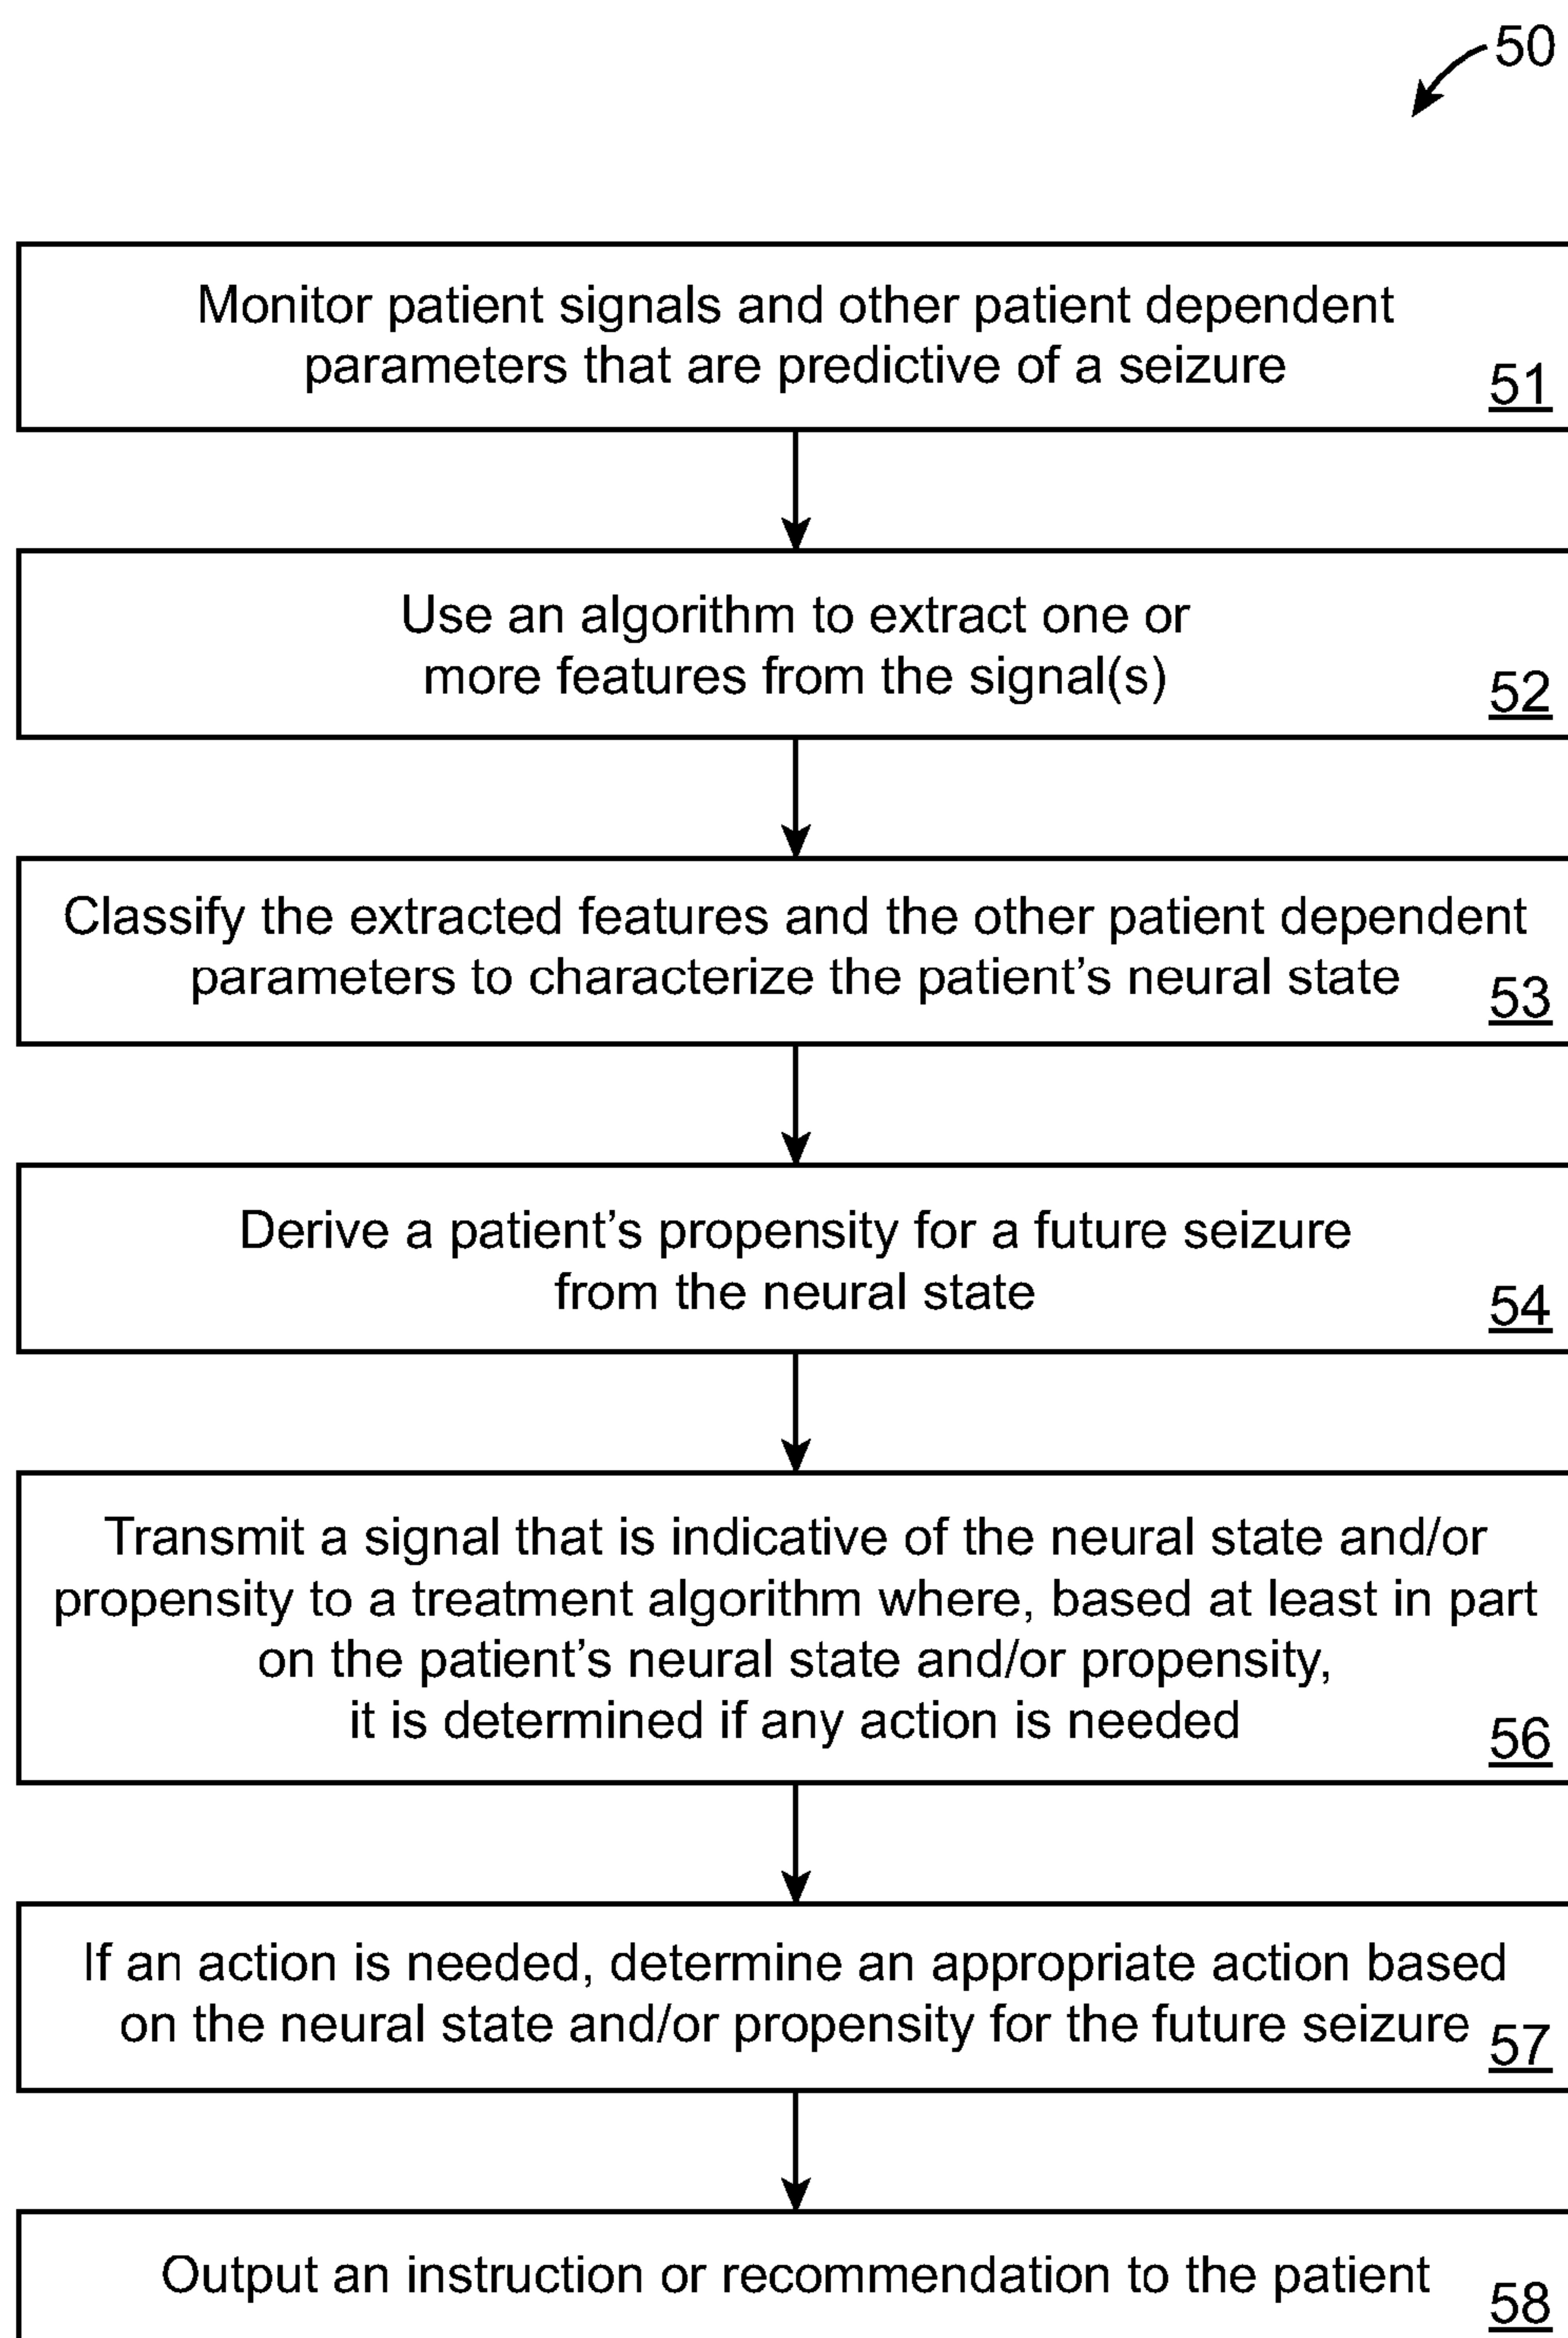 50
Monitor patient signals and other patient dependent
parameters that are predictive of a seizure
51
Use an algorithm to extract one or
more features from the signal(s)
52
Classify the extracted features and the other patient dependent
parameters to characterize the patient's neural state
53
Derive a patient's propensity for a future seizure
from the neural state
54
Transmit a signal that is indicative of the neural state and/or
propensity to a treatment algorithm where, based at least in part
on the patient's neural state and/or propensity,
it is determined if any action is needed
56
If an action is needed, determine an appropriate action based
on the neural state and/or propensity for the future seizure
57
Output an instruction or recommendation to the patient
58